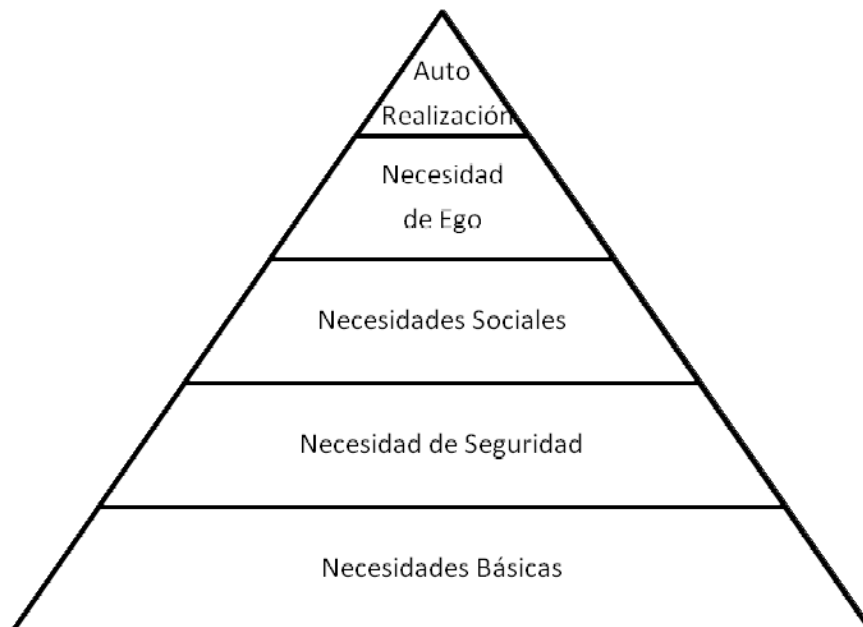 Auto
Realización
Necesidad
de Ego
Necesidades Sociales
Necesidad de Seguridad
Necesidades Básicas